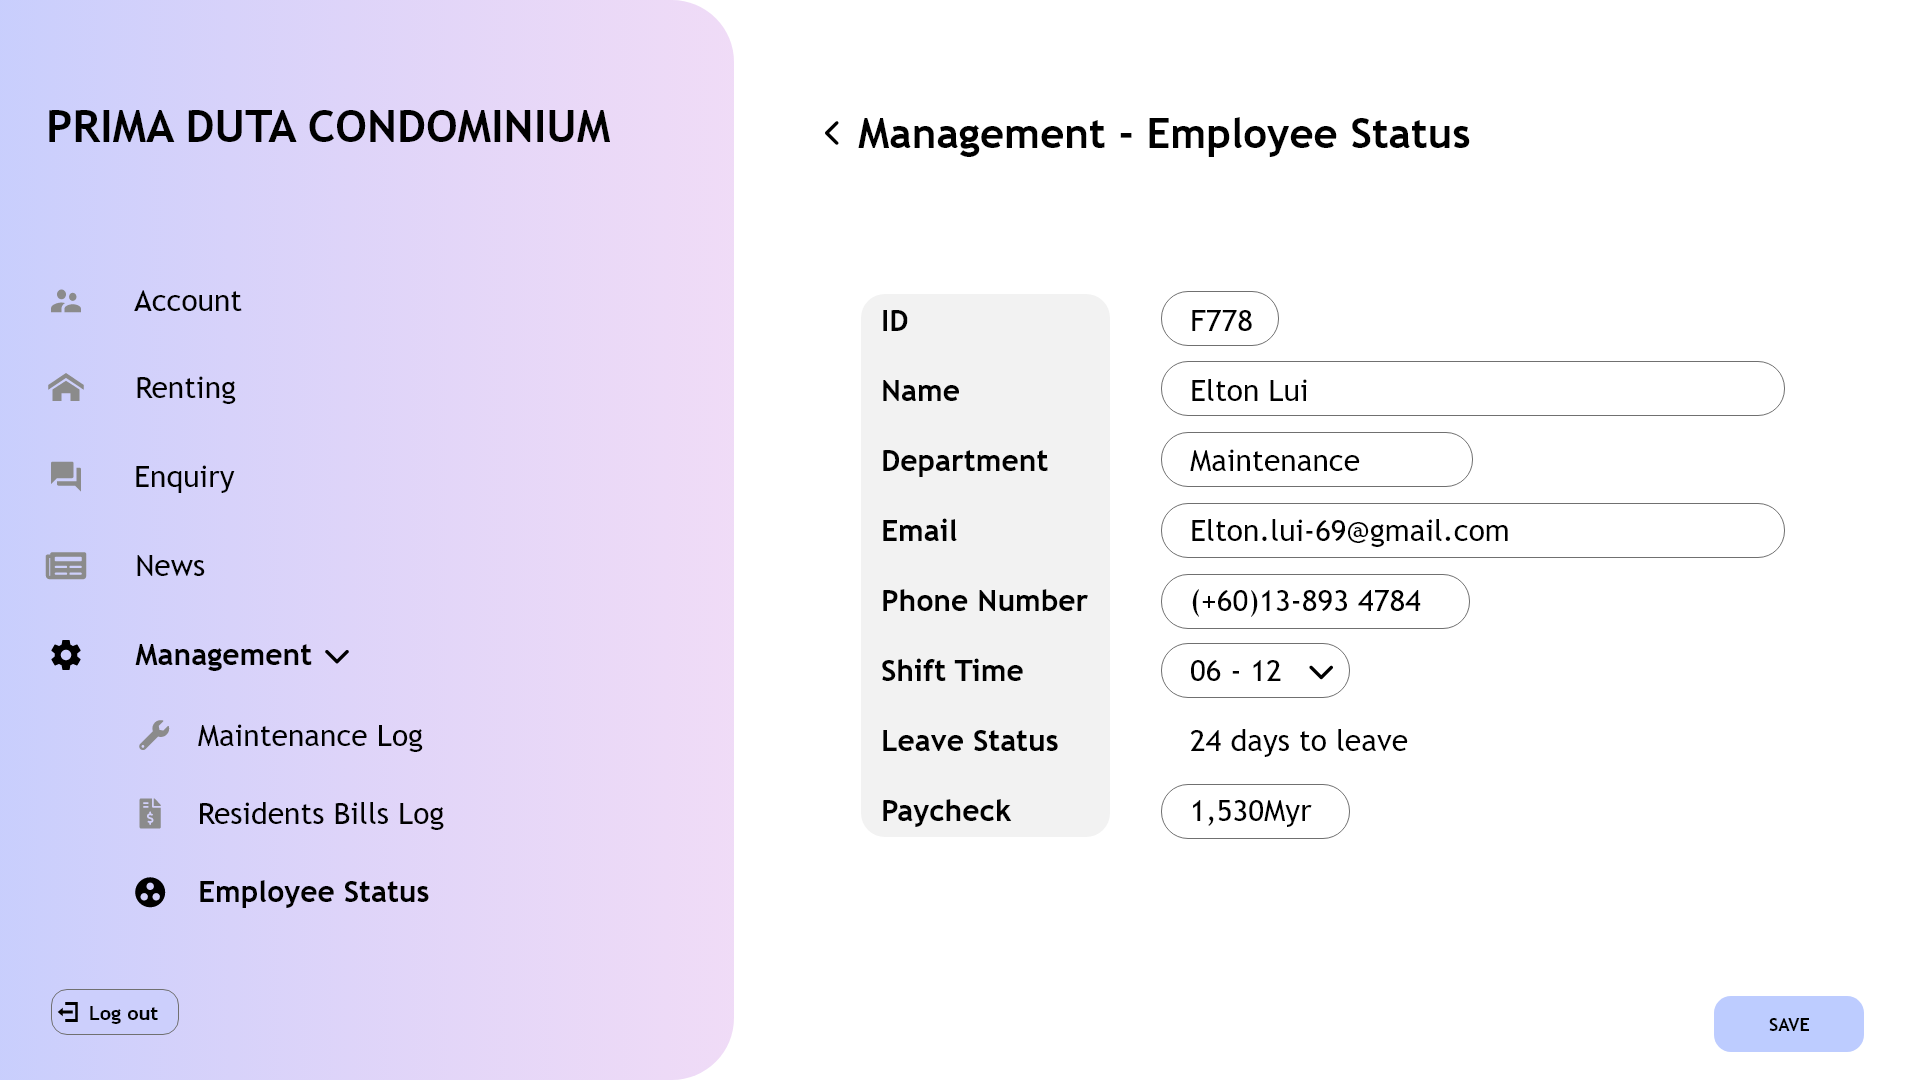 PRIMA DUTA CONDOMINIUM
Account
Renting
Enquiry
News
Management
Maintenance Log
Residents Bills Log
Employee Status
Log out
Management - Employee Status
ID F778
Name Elton Lui
Department Maintenance
Email Elton.lui-69@gmail.com
Phone Number (+60)13-893 4784
Shift Time 06 - 12
Leave Status 24 days to leave
Paycheck 1,530Myr
SAVE